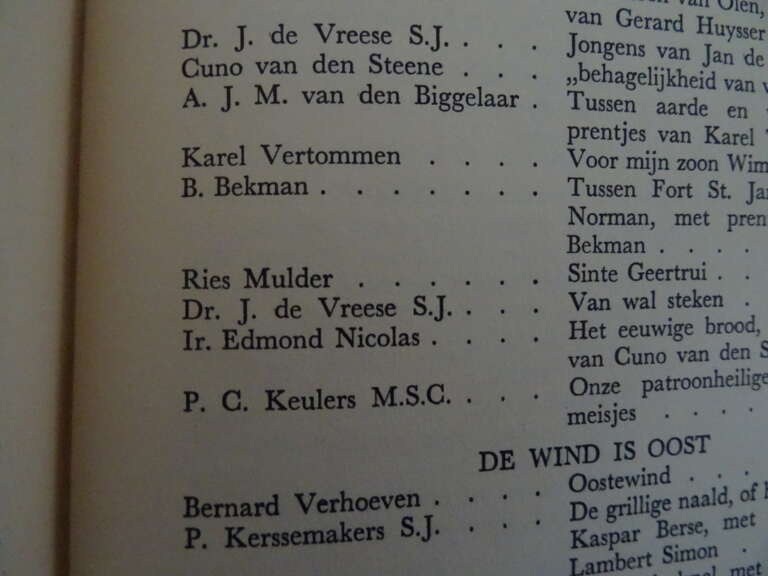 van Olen,
van Gerard Huysser
Dr. J. de Vreese S.J. . . . Jongens van Jan de
Cuno van den Steene . . . „behagelijkheid van
A. J. M. van den Biggelaar . Tussen aarde en
prentjes van Karel
Karel Vertommen . . . . Voor mijn zoon Wim
B. Bekman . . . . . . . Tussen Fort St.
Norman, met
Bekman . . . .
Ries Mulder . . . . . . Sinte Geertrui . .
Dr. J. de Vreese S.J. . . . Van wal steken .
Ir. Edmond Nicolas . . . . Het eeuwige brood,
van Cuno van den
P. C. Keulers M.S.C. . . . Onze patroonheilige
meisjes . . . .
DE WIND IS OOST
Bernard Verhoeven . . . . Oostewind . . .
P. Kerssemakers S.J. . . . De grillige naald, of
Kaspar Berse, met
Lambert Simon .
met